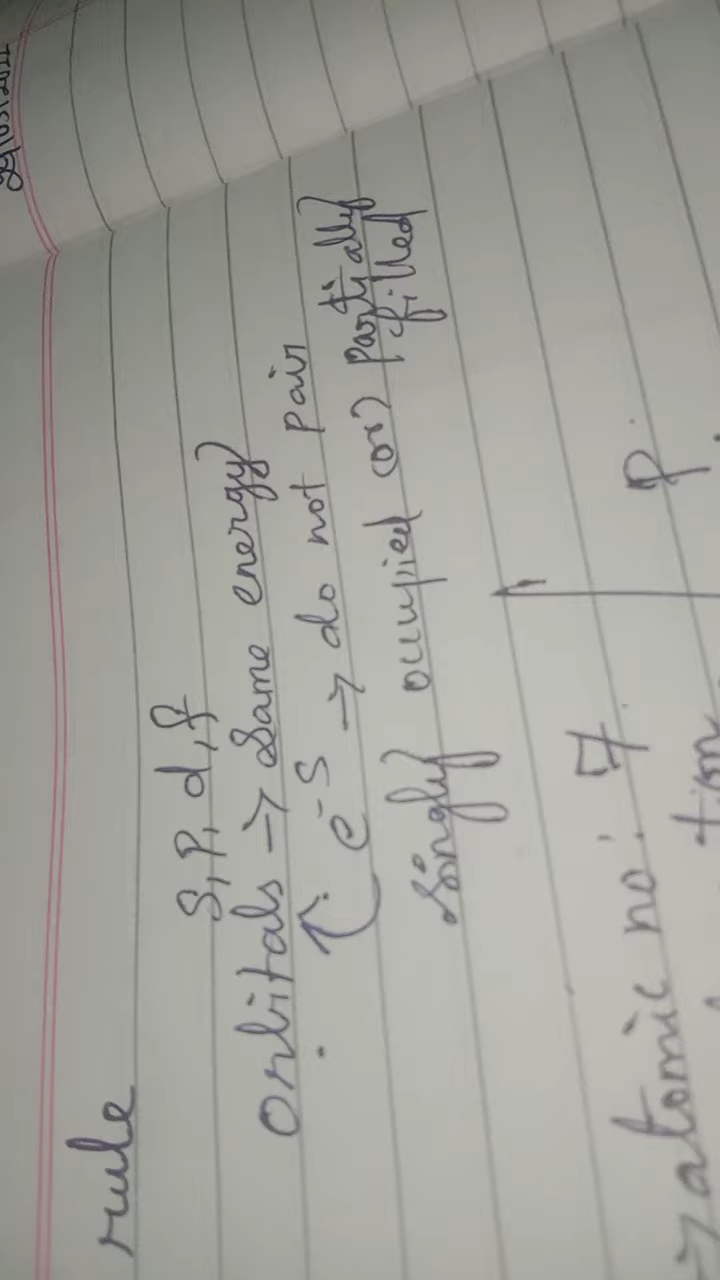 rule
S, P, d, f
Orbitals → Same energy
e⁻s → do not pair
Singly occupied (or) Partially
filled
→ atomic no. 7
P